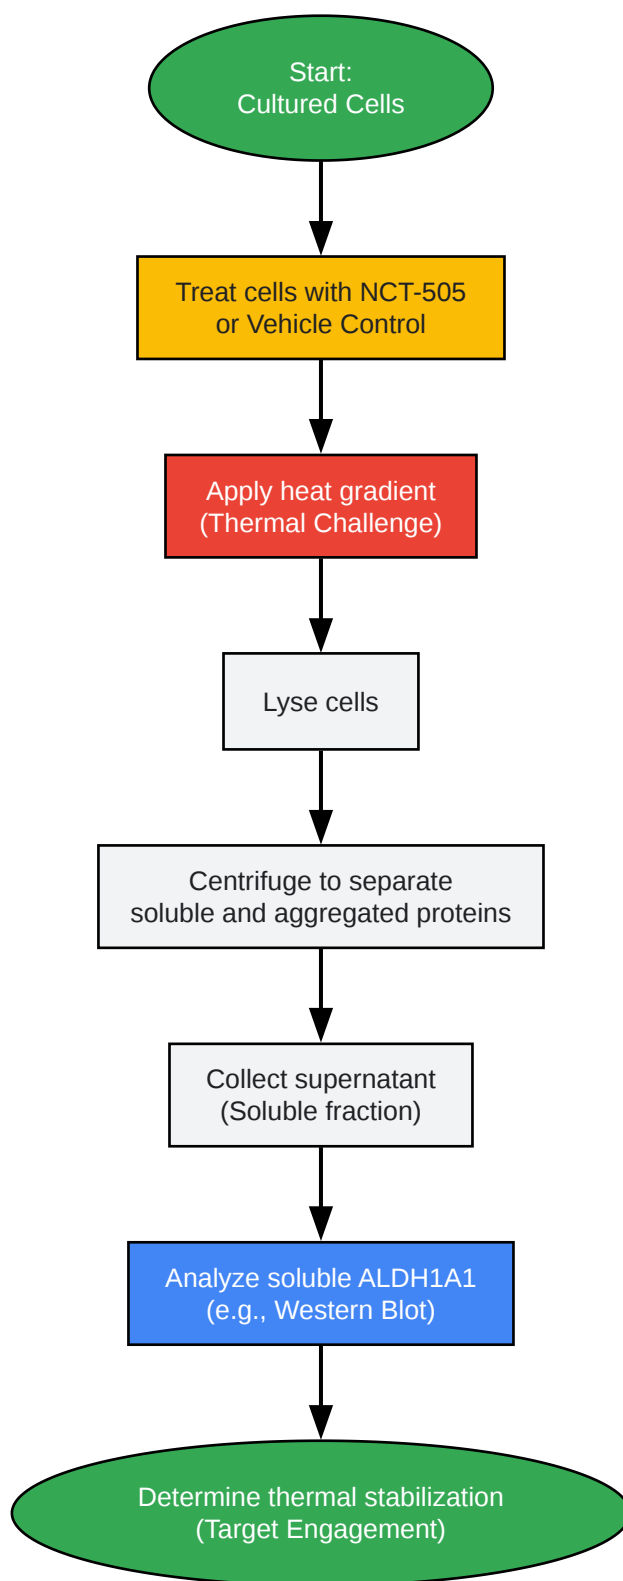 Start:
Cultured Cells
Treat cells with NCT-505
or Vehicle Control
Apply heat gradient
(Thermal Challenge)
Lyse cells
Centrifuge to separate
soluble and aggregated proteins
Collect supernatant
(Soluble fraction)
Analyze soluble ALDH1A1
(e.g., Western Blot)
Determine thermal stabilization
(Target Engagement)